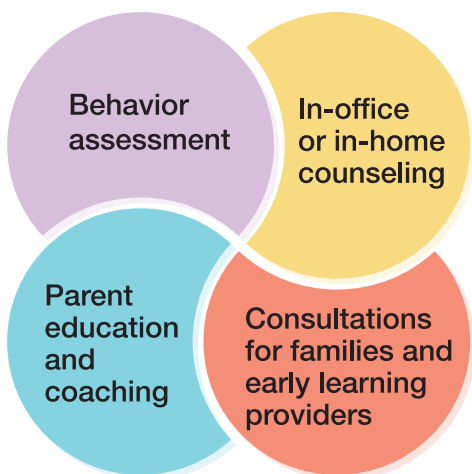 Behavior
assessment
In-office
or in-home
counseling
Parent
education
and
coaching
Consultations
for families and
early learning
providers